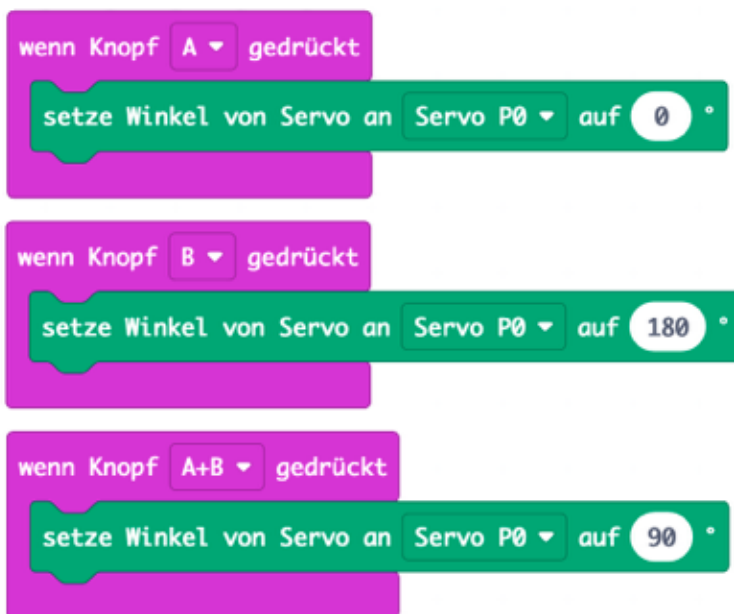 wenn Knopf A gedrückt
setze Winkel von Servo an Servo P0 auf 0 °
wenn Knopf B gedrückt
setze Winkel von Servo an Servo P0 auf 180 °
wenn Knopf A+B gedrückt
setze Winkel von Servo an Servo P0 auf 90 °